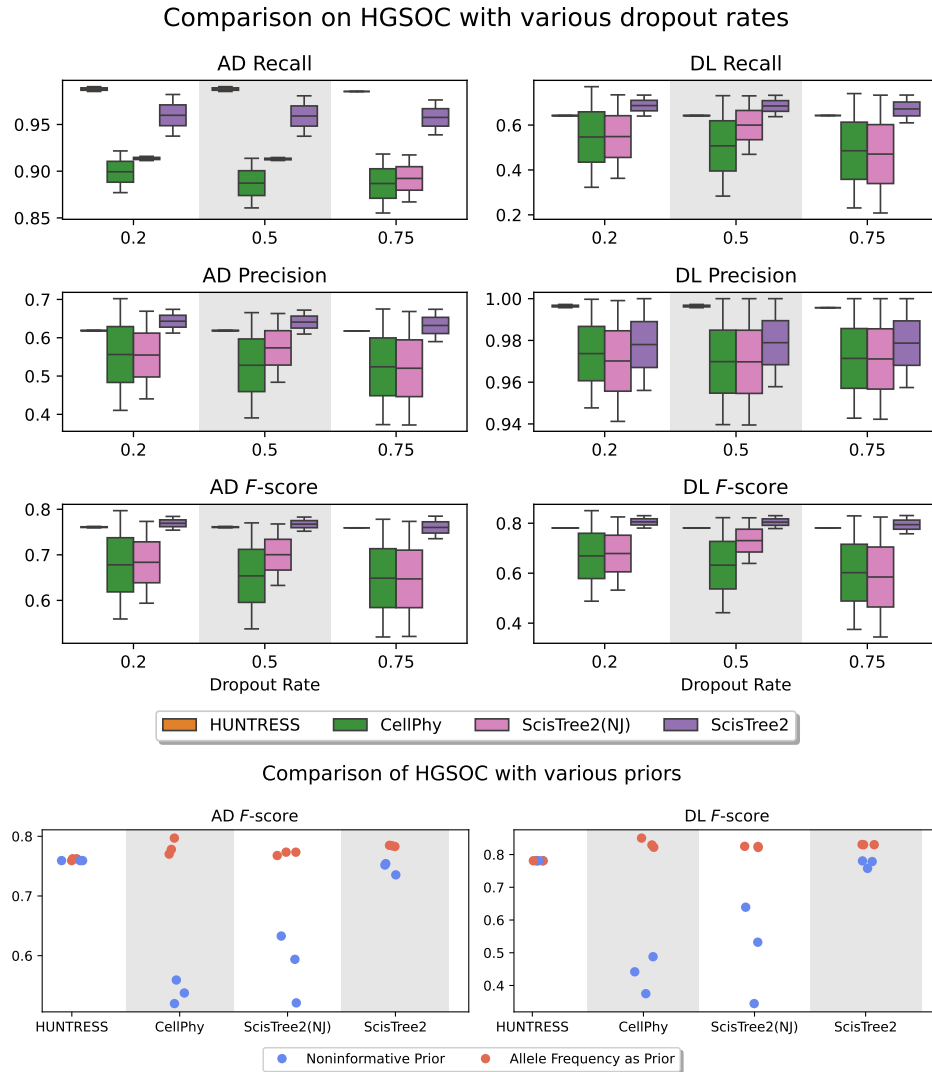 Comparison on HGSOC with various dropout rates
AD Recall
DL Recall
0.95
0.90
0.85
0.2 0.5 0.75
0.6
0.4
0.2
0.2 0.5 0.75
AD Precision
DL Precision
0.7
0.6
0.5
0.4
0.2 0.5 0.75
1.00
0.98
0.96
0.94
0.2 0.5 0.75
AD F-score
DL F-score
0.8
0.7
0.6
0.2 0.5 0.75
Dropout Rate
0.8
0.6
0.4
0.2 0.5 0.75
Dropout Rate
HUNTRESS CellPhy ScisTree2(NJ) ScisTree2
Comparison of HGSOC with various priors
AD F-score
DL F-score
0.8
0.7
0.6
HUNTRESS CellPhy ScisTree2(NJ) ScisTree2
0.8
0.7
0.6
0.5
0.4
HUNTRESS CellPhy ScisTree2(NJ) ScisTree2
Noninformative Prior Allele Frequency as Prior